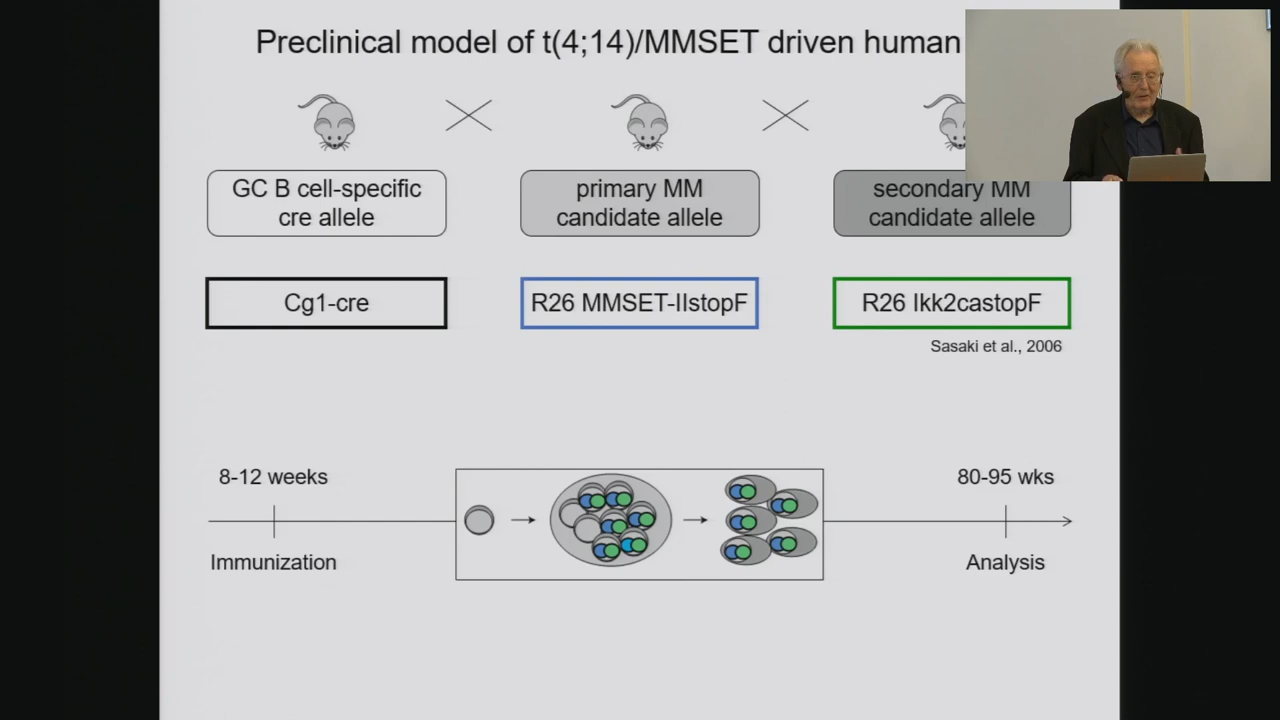 Preclinical model of t(4;14)/MMSET driven human
GC B cell-specific
cre allele
primary MM
candidate allele
secondary MM
candidate allele
Cg1-cre
R26 MMSET-IIstopF
R26 Ikk2castopF
Sasaki et al., 2006
8-12 weeks
80-95 wks
Immunization
Analysis